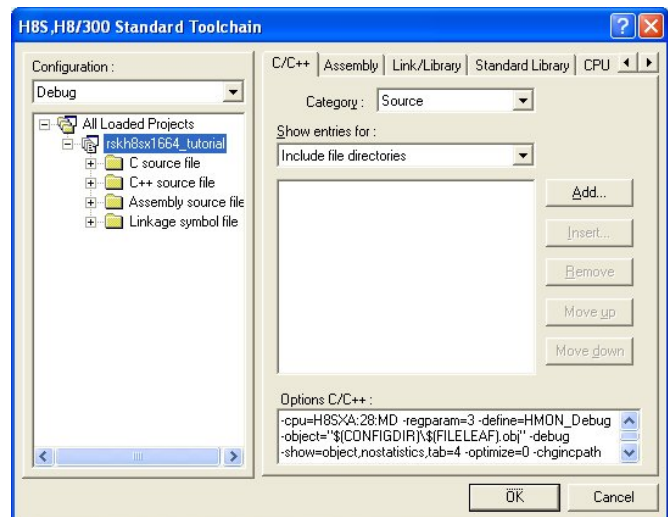 H8S,H8/300 Standard Toolchain
Configuration :
Debug
All Loaded Projects
rskh8sx1664_tutorial
C source file
C++ source file
Assembly source file
Linkage symbol file
C/C++
Assembly
Link/Library
Standard Library
CPU
Category :
Source
Show entries for :
Include file directories
Add...
Insert...
Remove
Move up
Move down
Options C/C++ :
-cpu=H8SXA:28:MD -regparam=3 -define=HMON_Debug
-object="$(CONFIGDIR)\$(FILELEAF).obj" -debug
-show=object,nostatistics,tab=4 -optimize=0 -chgincpath
OK
Cancel